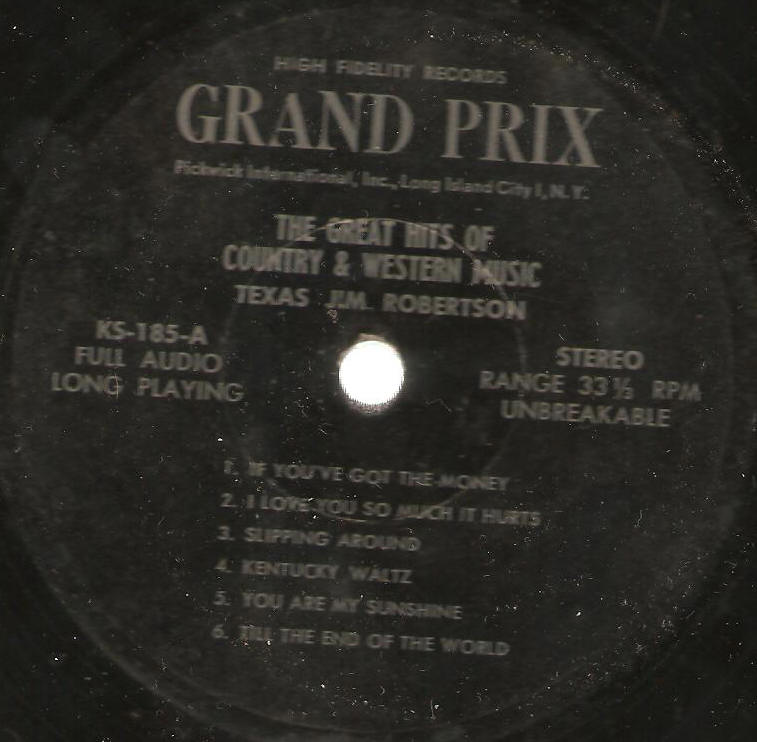 HIGH FIDELITY RECORDS
GRAND PRIX
Pickwick International, Inc., Long Island City 1, N. Y.
THE GREAT HITS OF
COUNTRY & WESTERN MUSIC
TEXAS JIM ROBERTSON
KS-185-A
FULL AUDIO
LONG PLAYING
STEREO
RANGE 33 1/3 RPM
UNBREAKABLE
1. IF YOU'VE GOT THE MONEY
2. I LOVE YOU SO MUCH IT HURTS
3. SLIPPING AROUND
4. KENTUCKY WALTZ
5. YOU ARE MY SUNSHINE
6. TILL THE END OF THE WORLD